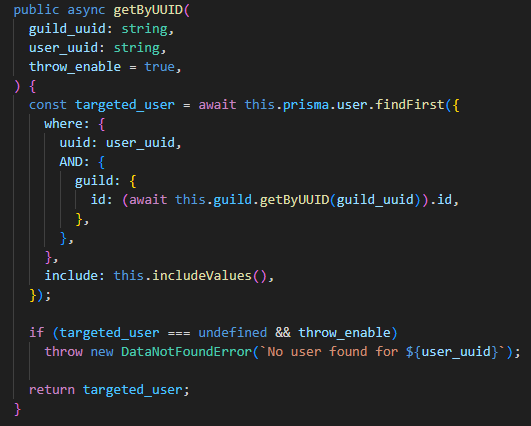 public async getByUUID(
  guild_uuid: string,
  user_uuid: string,
  throw_enable = true,
) {
  const targeted_user = await this.prisma.user.findFirst({
    where: {
      uuid: user_uuid,
      AND: {
        guild: {
          id: (await this.guild.getByUUID(guild_uuid)).id,
        },
      },
    },
    include: this.includeValues(),
  });

  if (targeted_user === undefined && throw_enable)
    throw new DataNotFoundError(`No user found for ${user_uuid}`);

  return targeted_user;
}